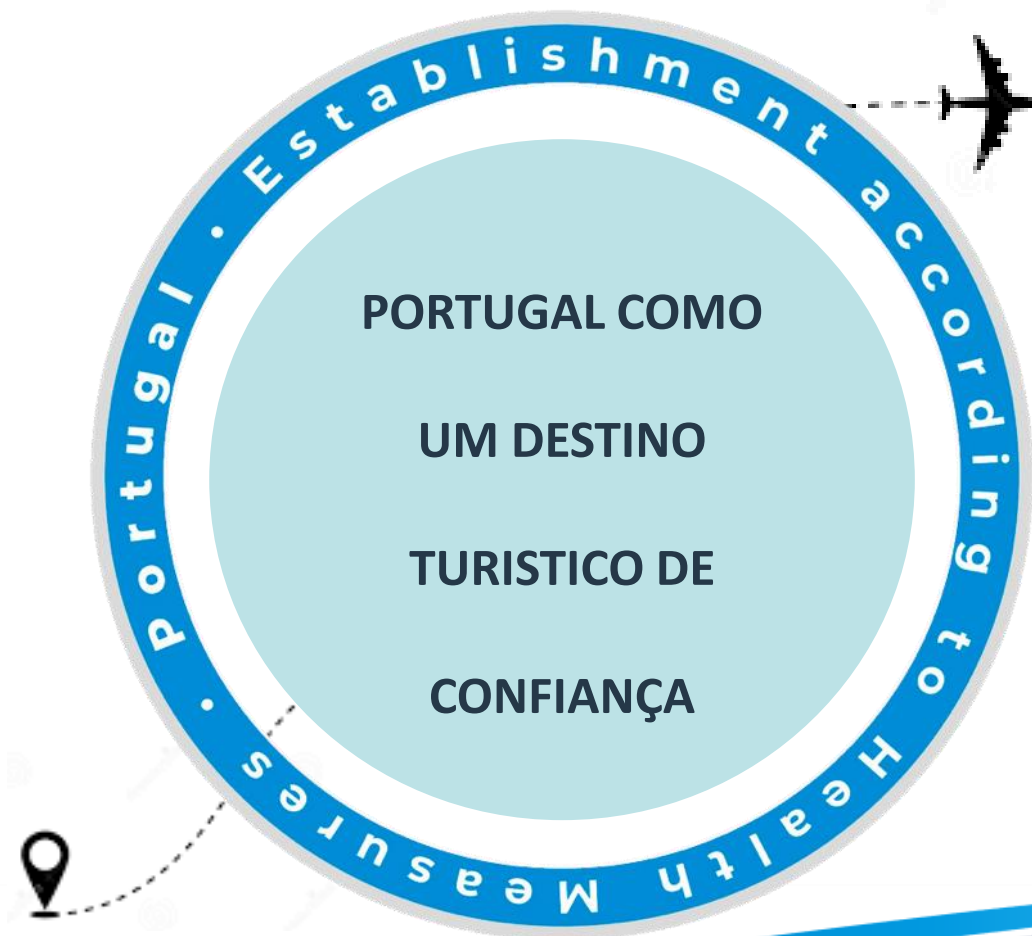 Portugal · Establishment according to Health Measures ·
PORTUGAL COMO
UM DESTINO
TURISTICO DE
CONFIANÇA